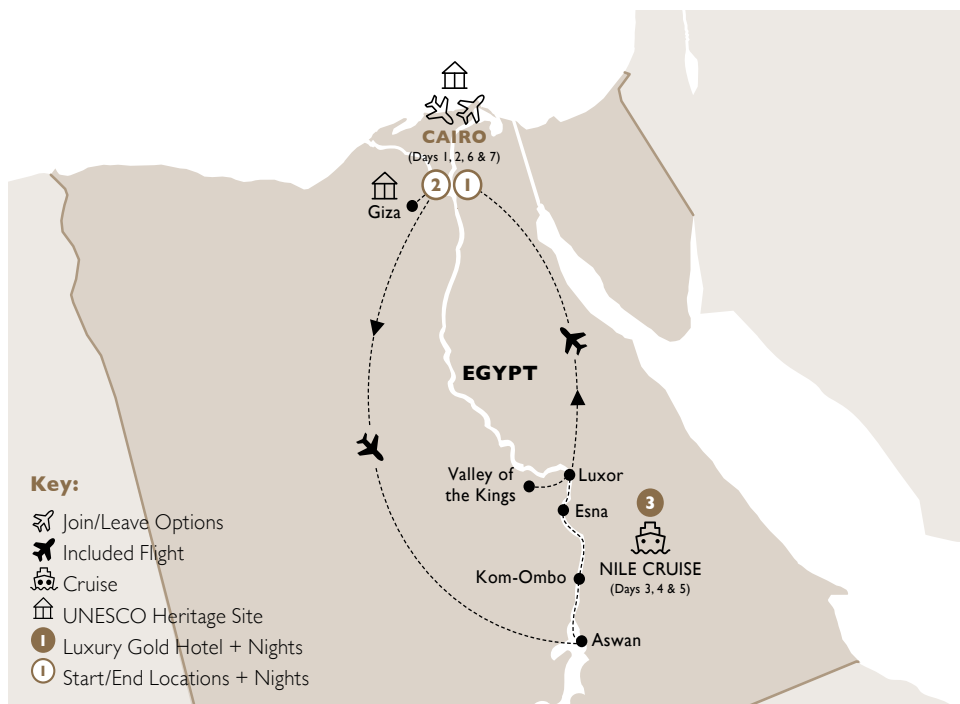 CAIRO
(Days 1, 2, 6 & 7)
2
1
Giza
EGYPT
Valley of
the Kings
Luxor
Esna
3
NILE CRUISE
(Days 3, 4 & 5)
Kom-Ombo
Aswan
Key:
Join/Leave Options
Included Flight
Cruise
UNESCO Heritage Site
1 Luxury Gold Hotel + Nights
1 Start/End Locations + Nights